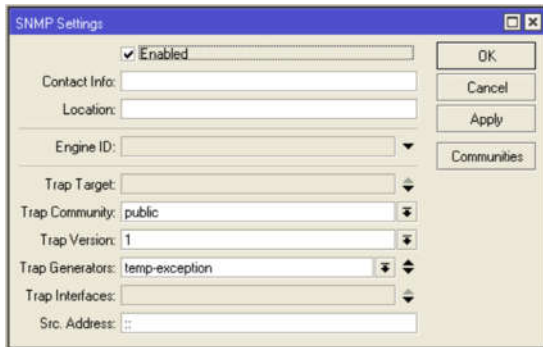 SNMP Settings
Enabled
OK
Contact Info:
Cancel
Location:
Apply
Engine ID:
Communities
Trap Target:
Trap Community: public
Trap Version: 1
Trap Generators: temp-exception
Trap Interfaces:
Src. Address: ::